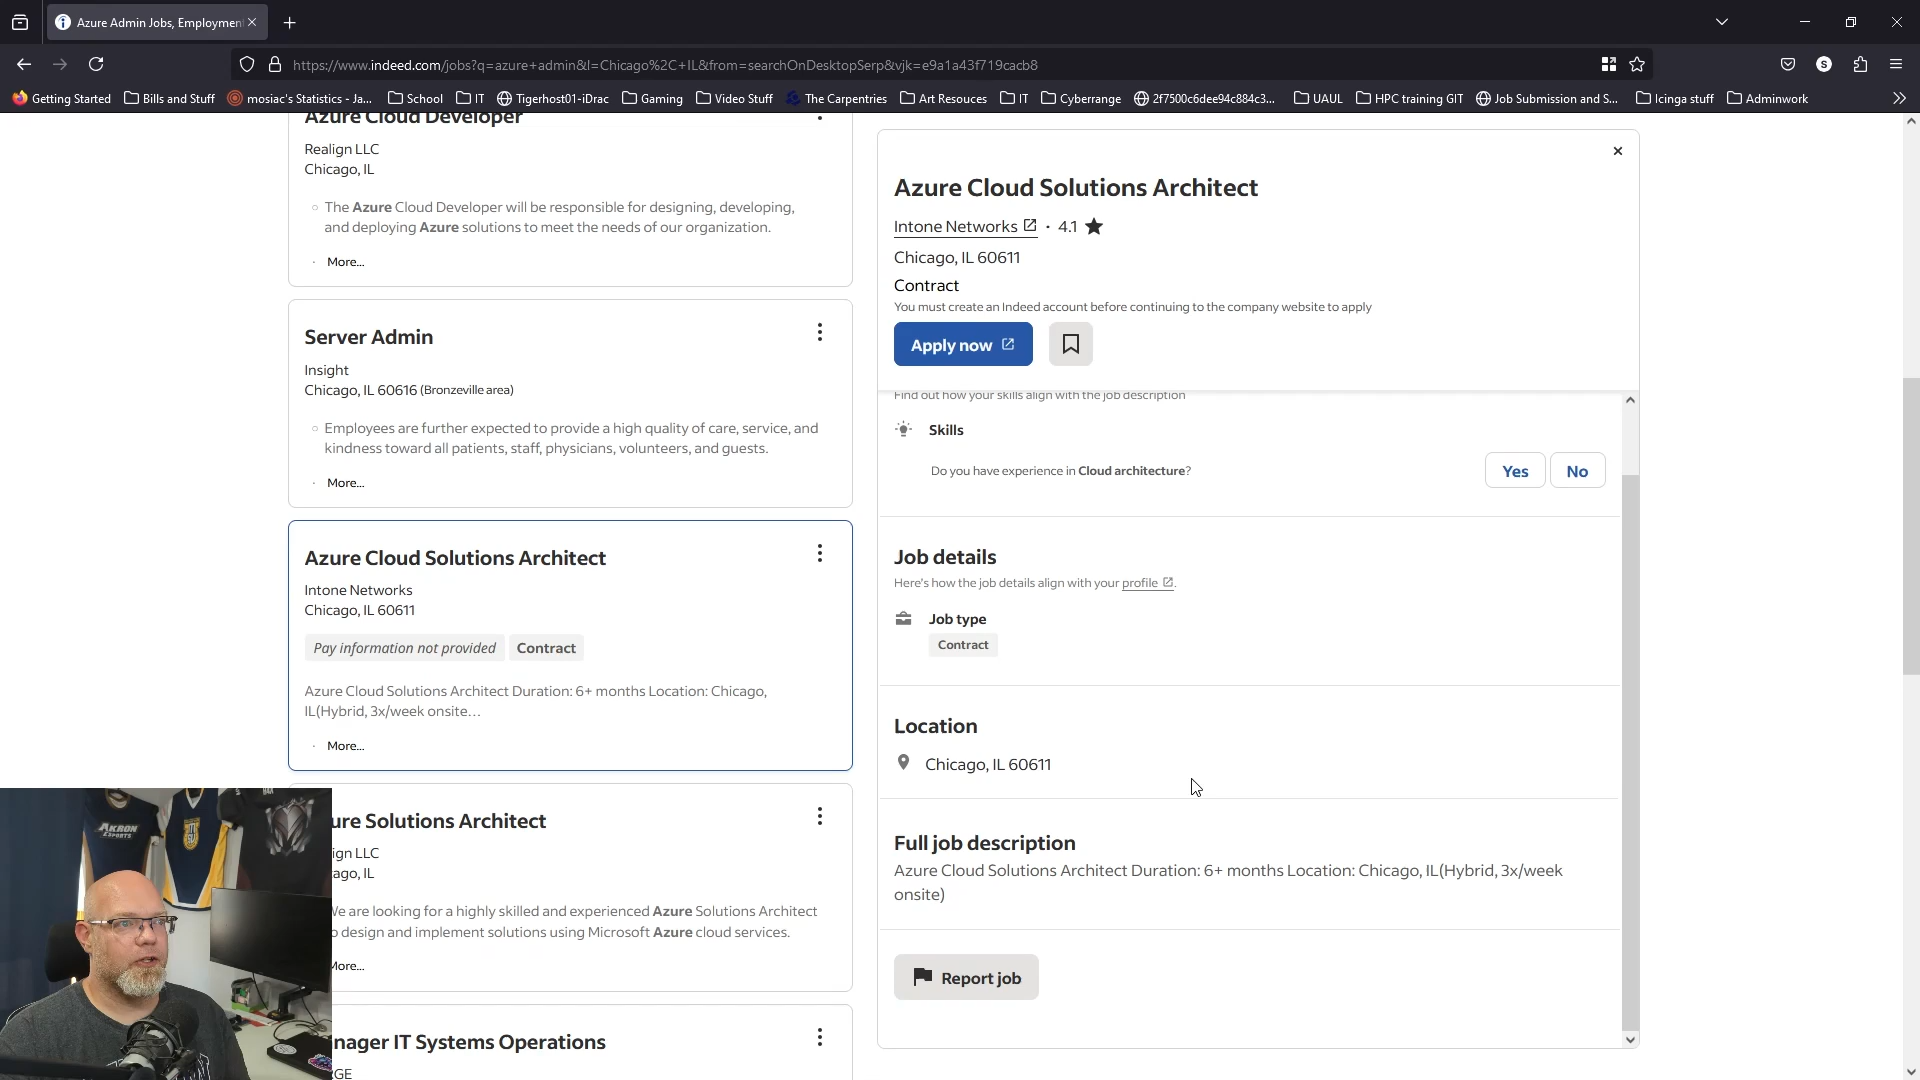 Azure Admin Jobs, Employmen
https://www.indeed.com/jobs?q=azure+admin&l=Chicago%2C+IL&from=searchOnDesktopSerp&vjk=e9a1a43f719cacb8
S
Getting Started
Bills and Stuff
mosiac's Statistics - Ja...
School
IT
Tigerhost01-iDrac
Gaming
Video Stuff
The Carpentries
Art Resouces
IT
Cyberrange
2f7500c6dee94c884c3...
UAUL
HPC training GIT
Job Submission and S...
Icinga stuff
Adminwork
Azure Cloud Developer
Realign LLC
Chicago, IL
The Azure Cloud Developer will be responsible for designing, developing,
and deploying Azure solutions to meet the needs of our organization.
More...
Server Admin
Insight
Chicago, IL 60616 (Bronzeville area)
Employees are further expected to provide a high quality of care, service, and
kindness toward all patients, staff, physicians, volunteers, and guests.
More...
Azure Cloud Solutions Architect
Intone Networks
Chicago, IL 60611
Pay information not provided
Contract
Azure Cloud Solutions Architect Duration: 6+ months Location: Chicago,
IL(Hybrid, 3x/week onsite…
More...
ure Solutions Architect
ign LLC
ago, IL
We are looking for a highly skilled and experienced Azure Solutions Architect
o design and implement solutions using Microsoft Azure cloud services.
More...
nager IT Systems Operations
GE
Azure Cloud Solutions Architect
Intone Networks · 4.1
Chicago, IL 60611
Contract
You must create an Indeed account before continuing to the company website to apply
Apply now
Find out how your skills align with the job description
Skills
Do you have experience in Cloud architecture?
Yes
No
Job details
Here's how the job details align with your profile.
Job type
Contract
Location
Chicago, IL 60611
Full job description
Azure Cloud Solutions Architect Duration: 6+ months Location: Chicago, IL(Hybrid, 3x/week
onsite)
Report job
AKRON
ESPORTS